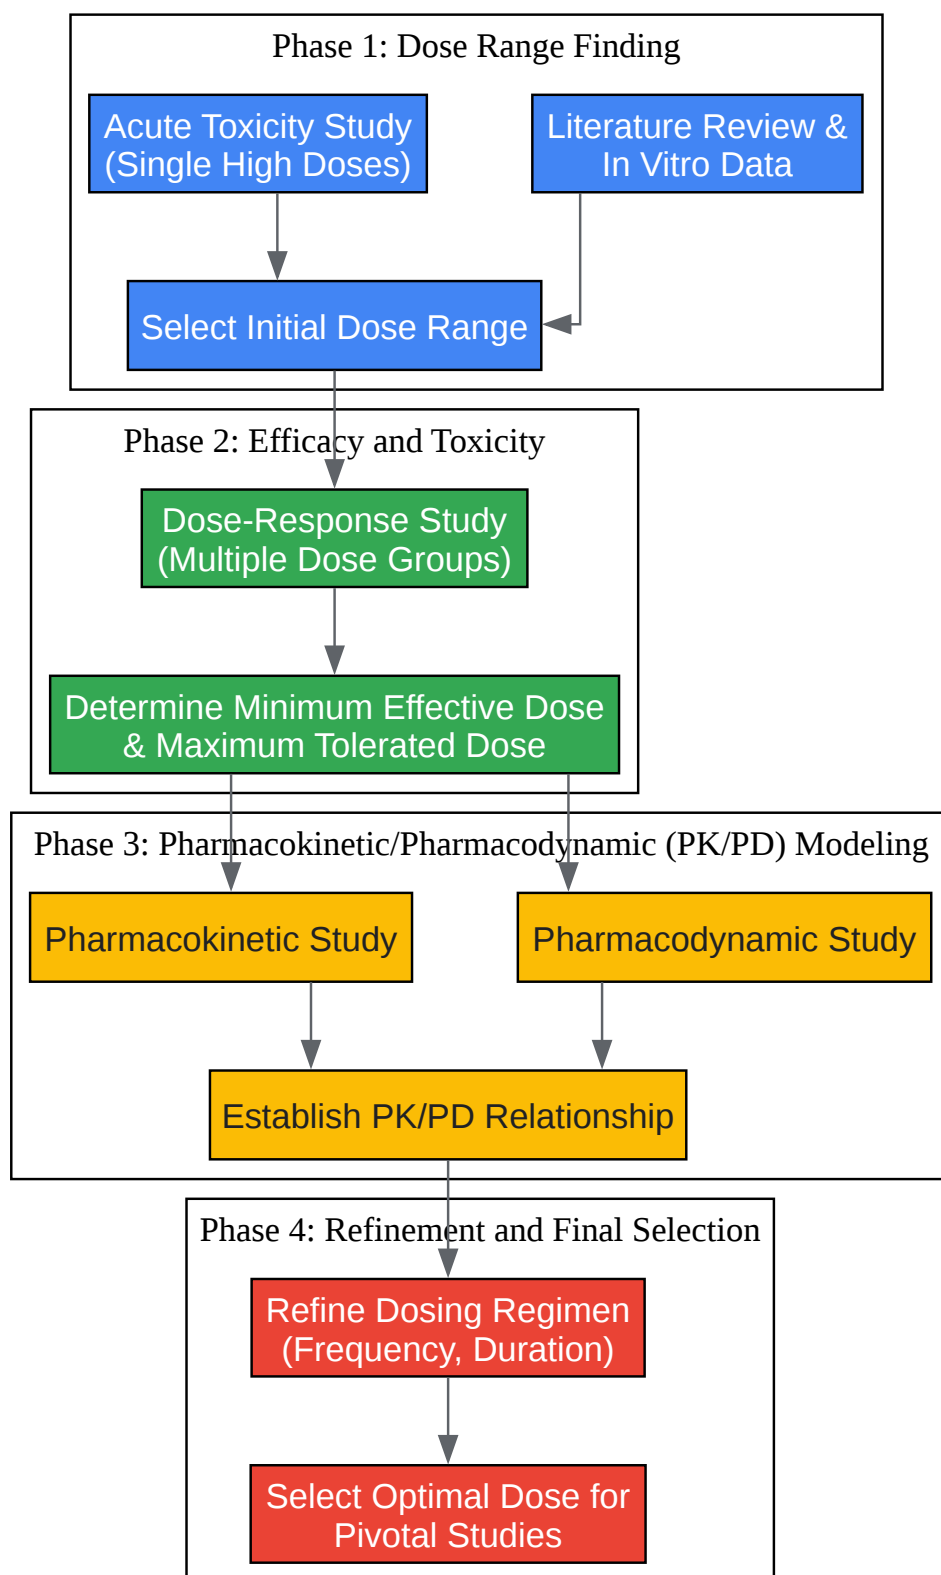 Phase 1: Dose Range Finding
Acute Toxicity Study
(Single High Doses)
Literature Review &
In Vitro Data
Select Initial Dose Range
Phase 2: Efficacy and Toxicity
Dose-Response Study
(Multiple Dose Groups)
Determine Minimum Effective Dose
& Maximum Tolerated Dose
Phase 3: Pharmacokinetic/Pharmacodynamic (PK/PD) Modeling
Pharmacokinetic Study
Pharmacodynamic Study
Establish PK/PD Relationship
Phase 4: Refinement and Final Selection
Refine Dosing Regimen
(Frequency, Duration)
Select Optimal Dose for
Pivotal Studies